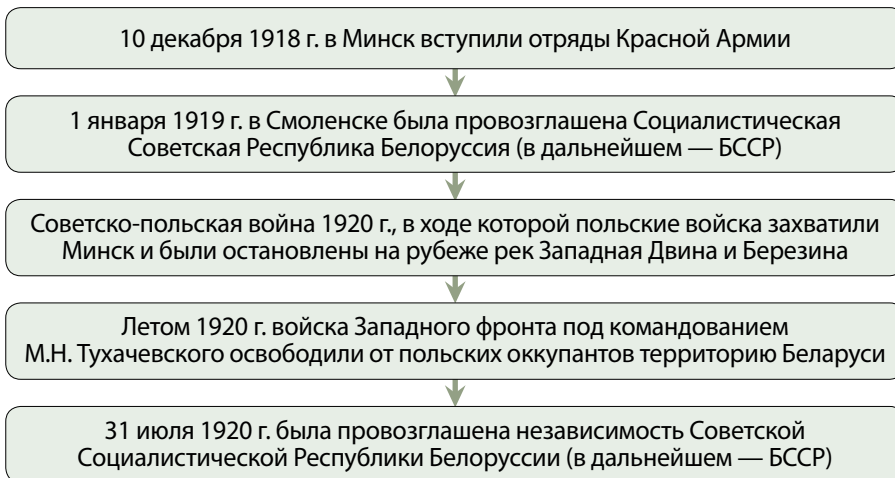 10 декабря 1918 г. в Минск вступили отряды Красной Армии
1 января 1919 г. в Смоленске была провозглашена Социалистическая
Советская Республика Белоруссия (в дальнейшем — БССР)
Советско-польская война 1920 г., в ходе которой польские войска захватили
Минск и были остановлены на рубеже рек Западная Двина и Березина
Летом 1920 г. войска Западного фронта под командованием
М.Н. Тухачевского освободили от польских оккупантов территорию Беларуси
31 июля 1920 г. была провозглашена независимость Советской
Социалистической Республики Белоруссии (в дальнейшем — БССР)